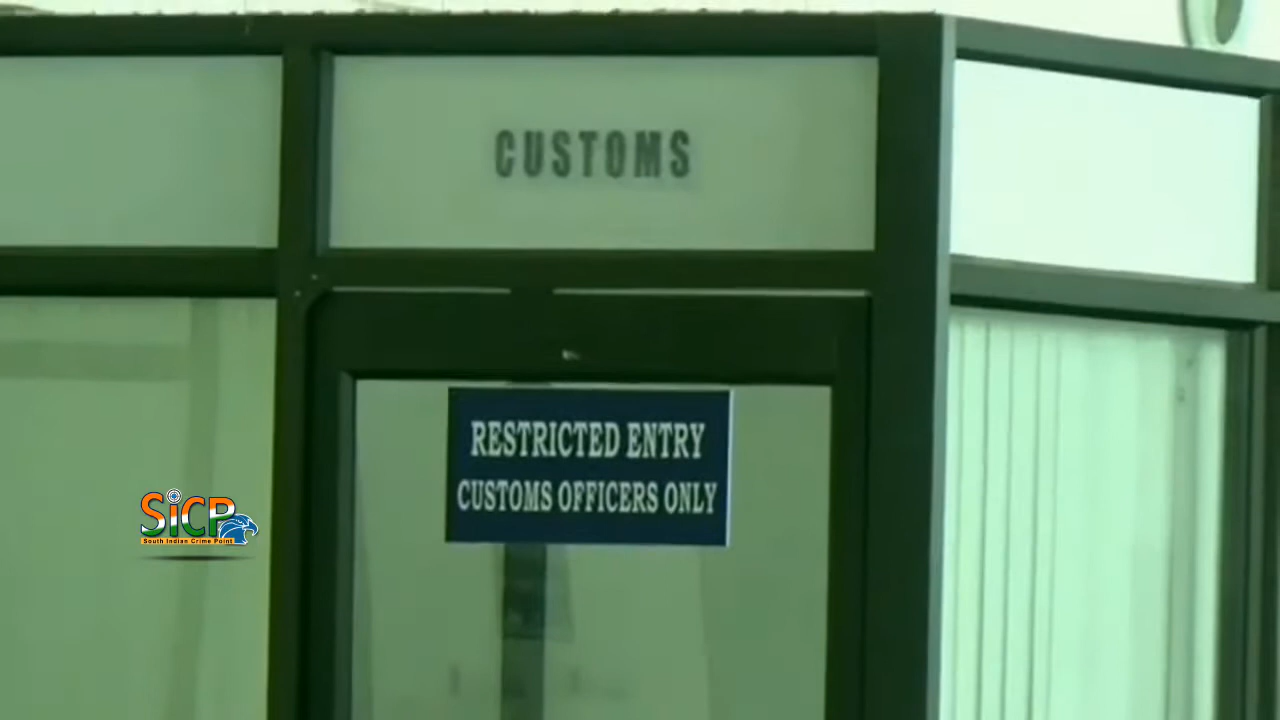 CUSTOMS
RESTRICTED ENTRY
CUSTOMS OFFICERS ONLY
SiCP
South Indian Crime Point